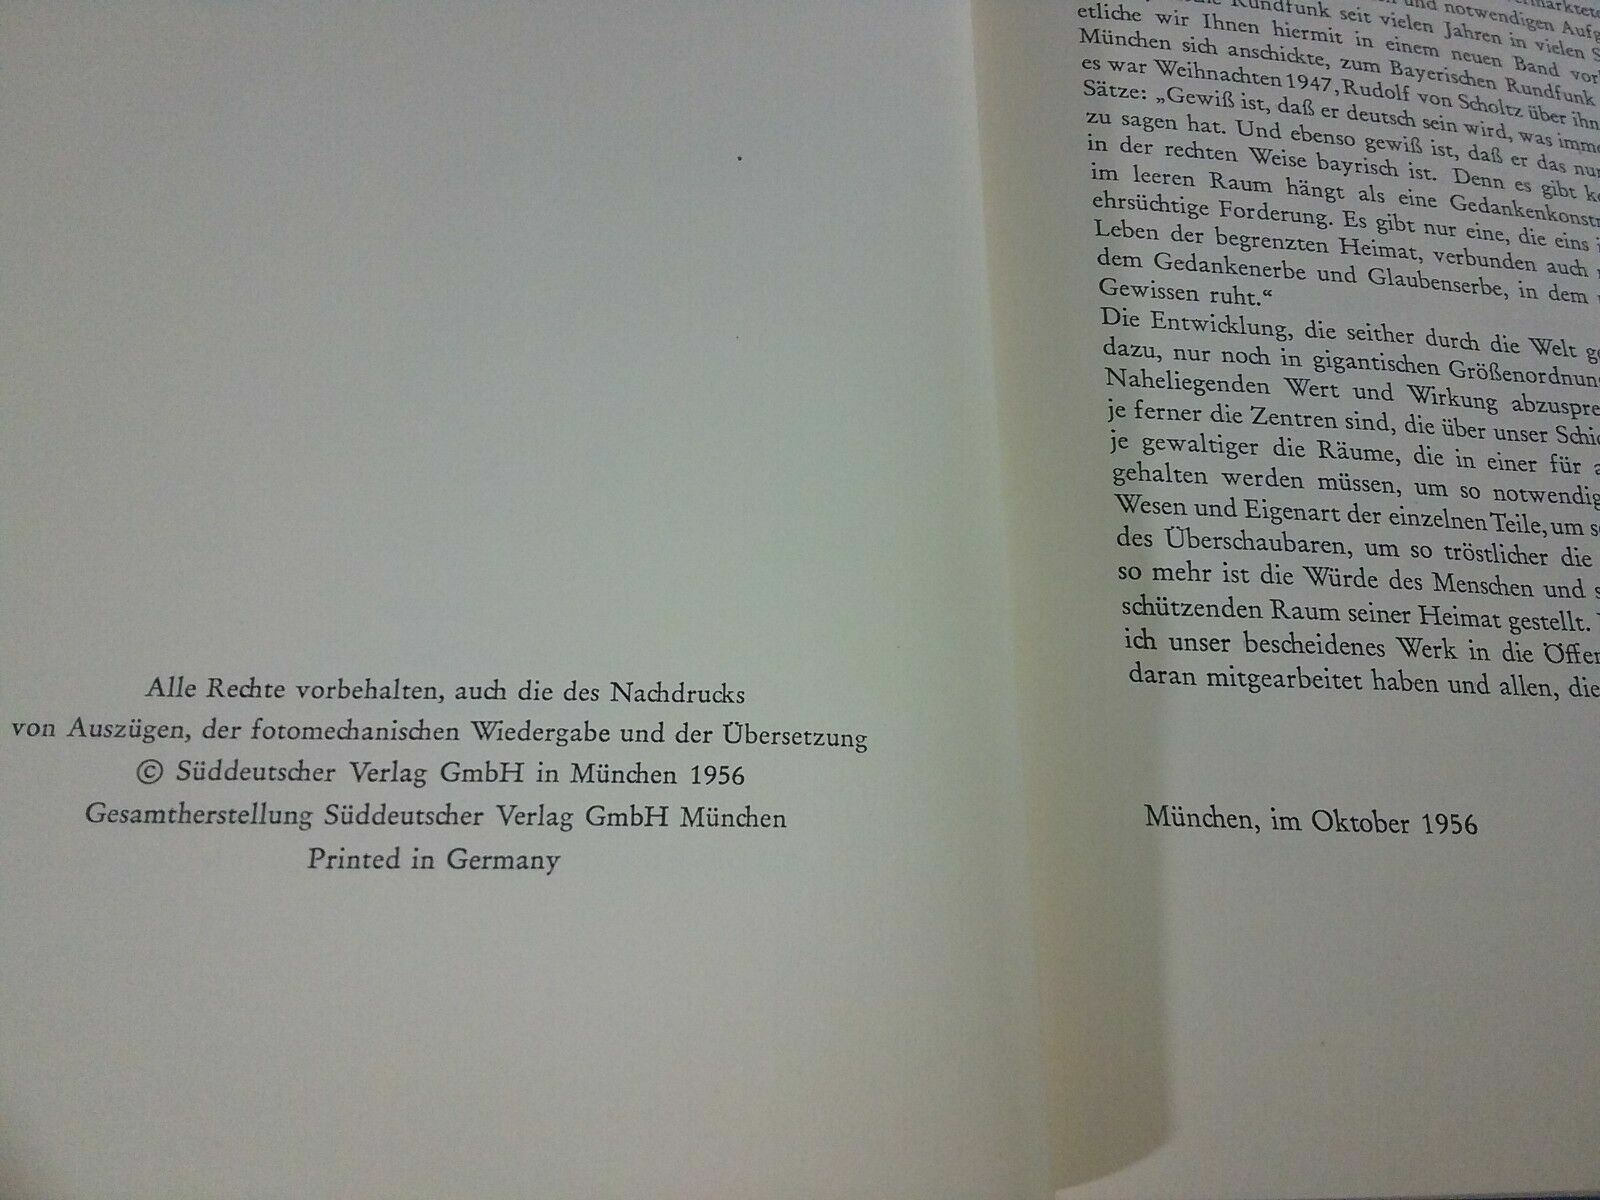 Alle Rechte vorbehalten, auch die des Nachdrucks
von Auszügen, der fotomechanischen Wiedergabe und der Übersetzung
© Süddeutscher Verlag GmbH in München 1956
Gesamtherstellung Süddeutscher Verlag GmbH München
Printed in Germany
und notwendigen
Rundfunk seit vielen Jahren in vielen
etliche wir Ihnen hiermit in einem neuen Band
München sich anschickte, zum Bayerischen Rundfunk
es war Weihnachten 1947, Rudolf von Scholtz über
Sätze: „Gewiß ist, daß er deutsch sein wird, was
zu sagen hat. Und ebenso gewiß ist, daß er das
in der rechten Weise bayrisch ist. Denn es gibt
im leeren Raum hängt als eine
ehrsüchtige Forderung. Es gibt nur eine, die eins
Leben der begrenzten Heimat, verbunden auch
dem Gedankenerbe und Glaubenserbe, in dem
Gewissen ruht.“
Die Entwicklung, die seither durch die Welt
dazu, nur noch in gigantischen
Naheliegenden Wert und Wirkung
je ferner die Zentren sind, die über unser
je gewaltiger die Räume, die in einer für
gehalten werden müssen, um so
Wesen und Eigenart der einzelnen Teile, um
des Überschaubaren, um so tröstlicher die
so mehr ist die Würde des Menschen und
schützenden Raum seiner Heimat gestellt.
ich unser bescheidenes Werk in die
daran mitgearbeitet haben und allen, die
München, im Oktober 1956